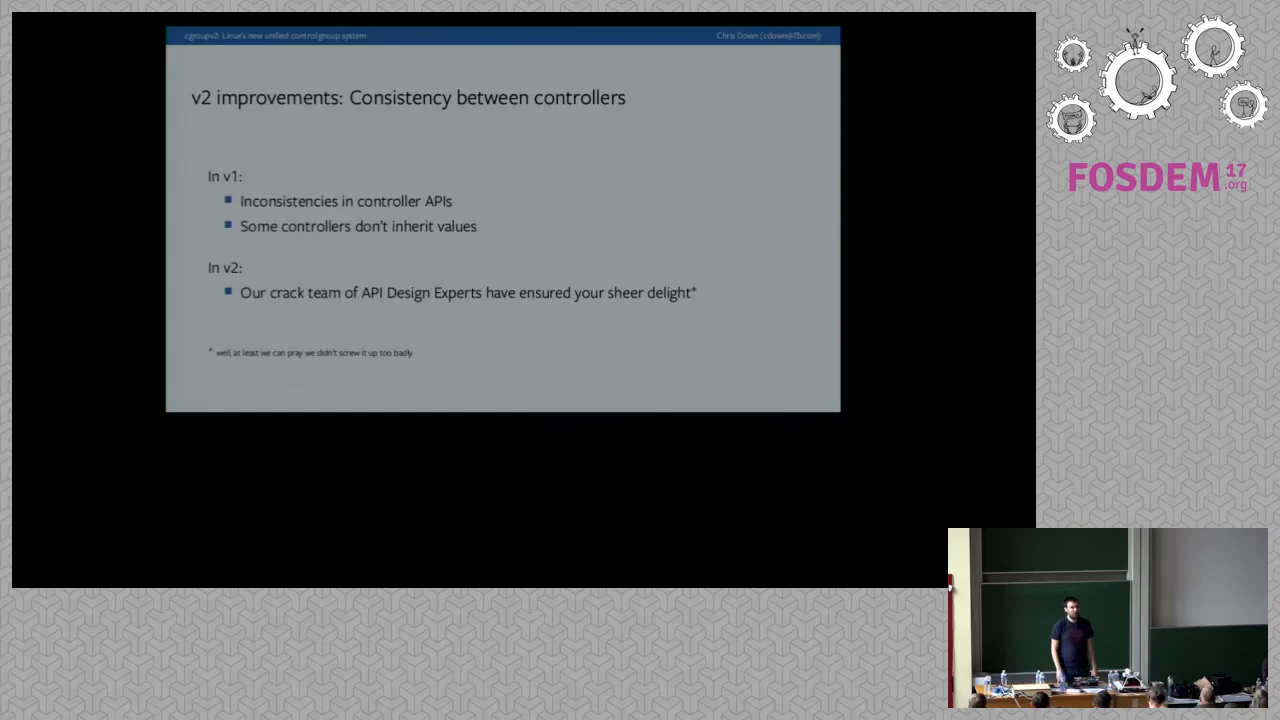 cgroupv2: Linux's new unified control group system
Chris Down (cdown@fb.com)
v2 improvements: Consistency between controllers
In v1:
Inconsistencies in controller APIs
Some controllers don't inherit values
In v2:
Our crack team of API Design Experts have ensured your sheer delight*
* well, at least we can pray we didn't screw it up too badly
FOSDEM 17
.org